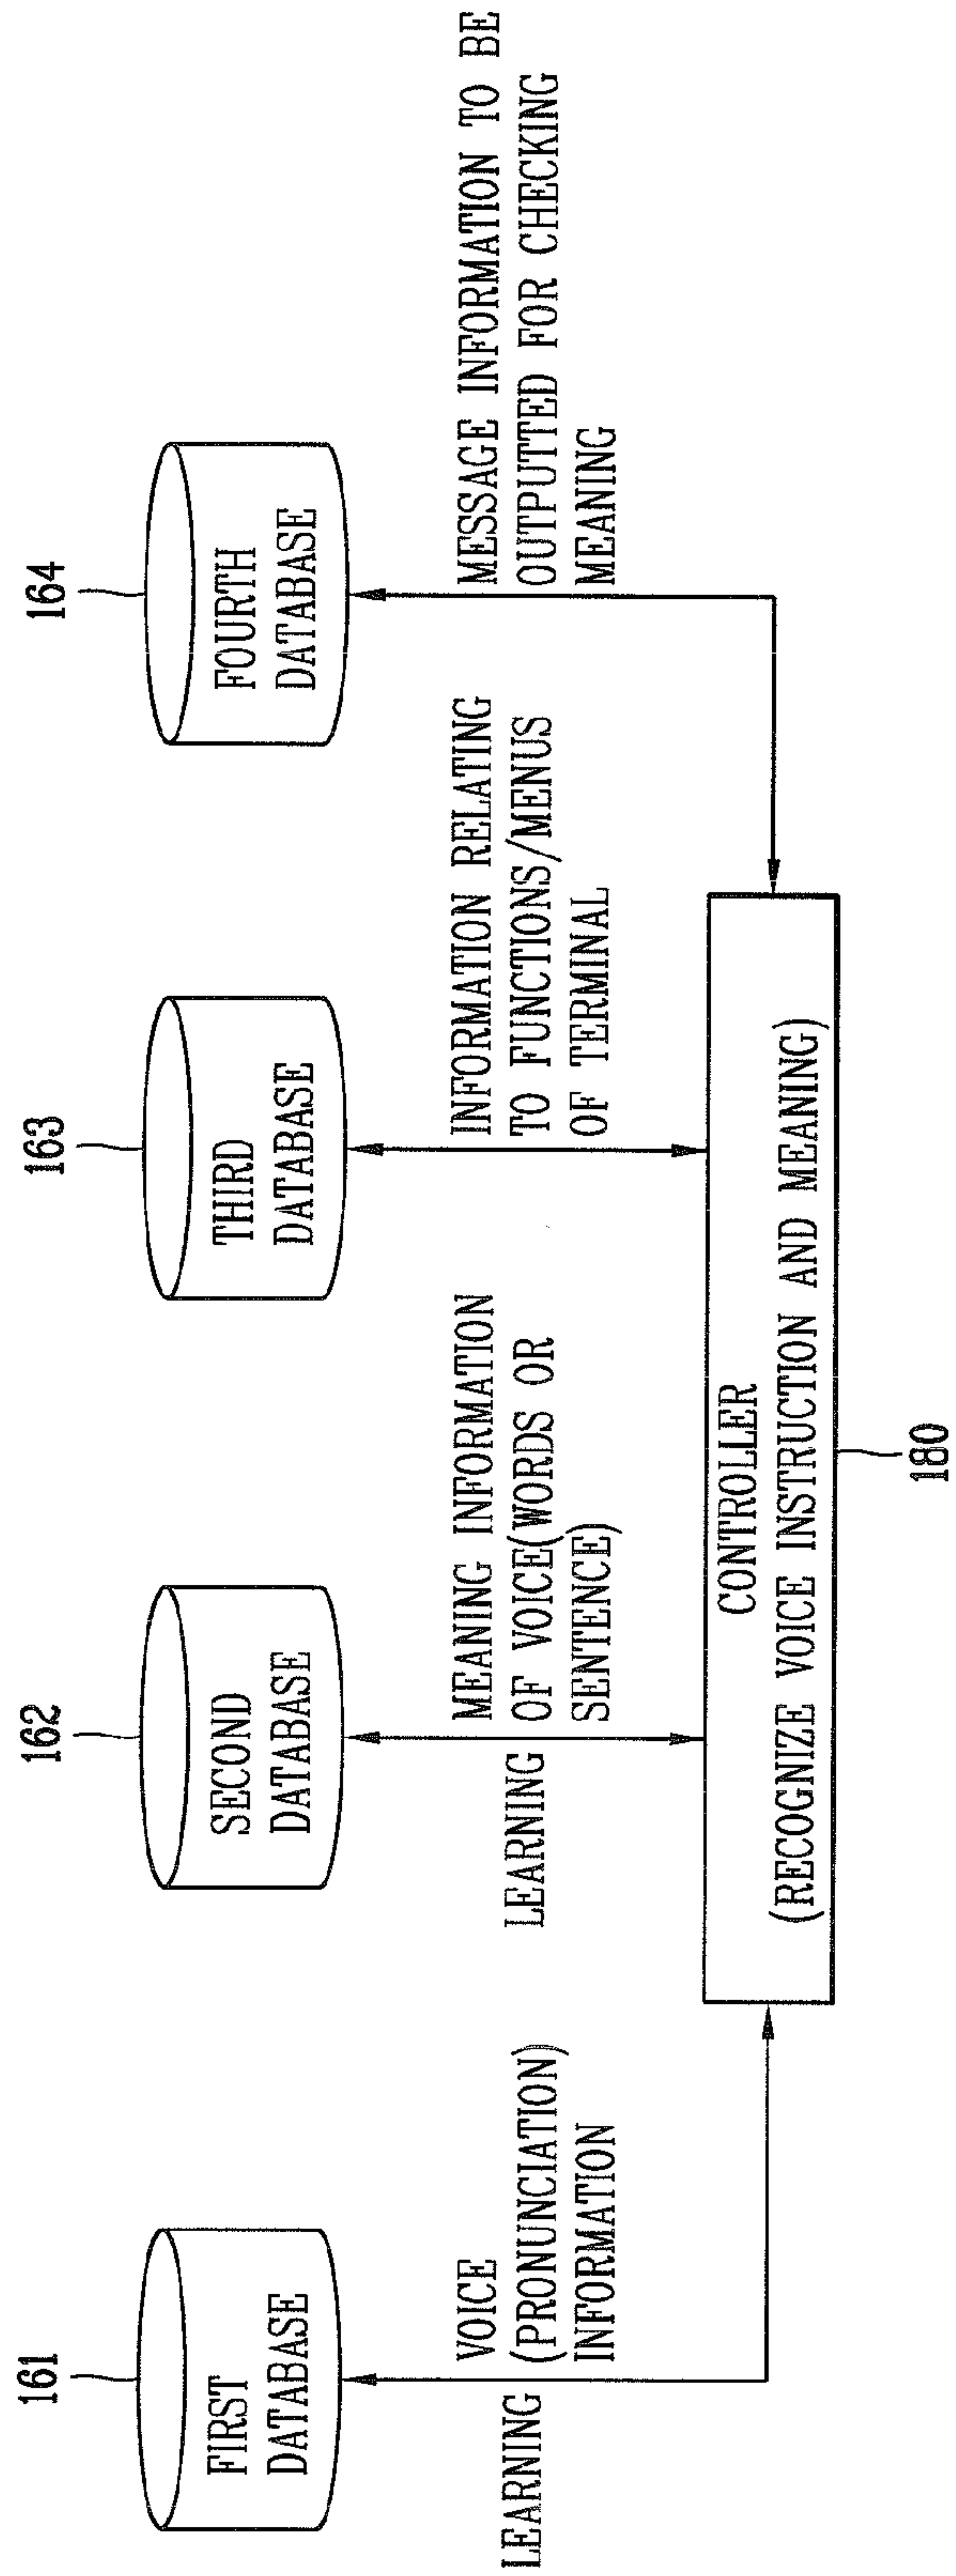 161
162
163
164
FIRST
DATABASE
SECOND
DATABASE
THIRD
DATABASE
FOURTH
DATABASE
LEARNING
VOICE
(PRONUNCIATION)
INFORMATION
LEARNING
MEANING INFORMATION
OF VOICE(WORDS OR
SENTENCE)
INFORMATION RELATING
TO FUNCTIONS/MENUS
OF TERMINAL
MESSAGE INFORMATION TO BE
OUTPUTTED FOR CHECKING
MEANING
CONTROLLER
(RECOGNIZE VOICE INSTRUCTION AND MEANING)
180